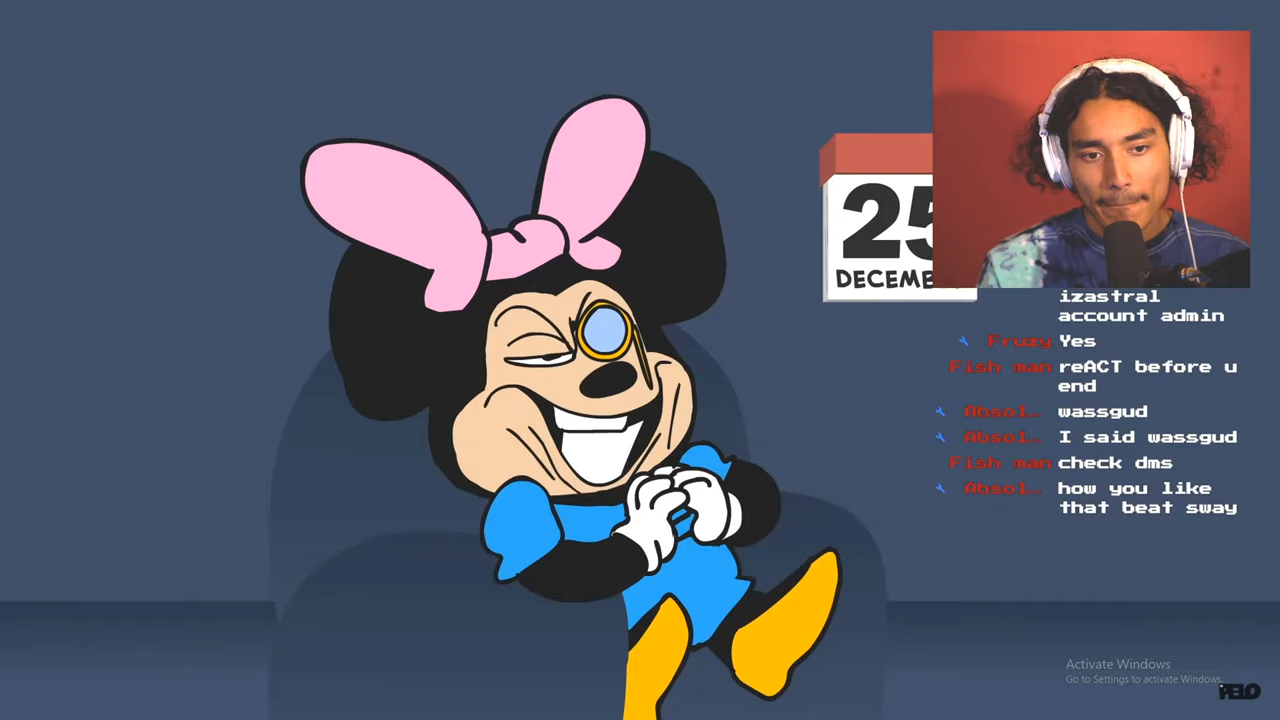 25
DECEMBE
izastral
account admin
Fruzy Yes
Fish man reACT before u
end
Absol… wassgud
Absol… I said wassgud
Fish man check dms
Absol… how you like
that beat sway
Activate Windows
Go to Settings to activate Windows.
PELO